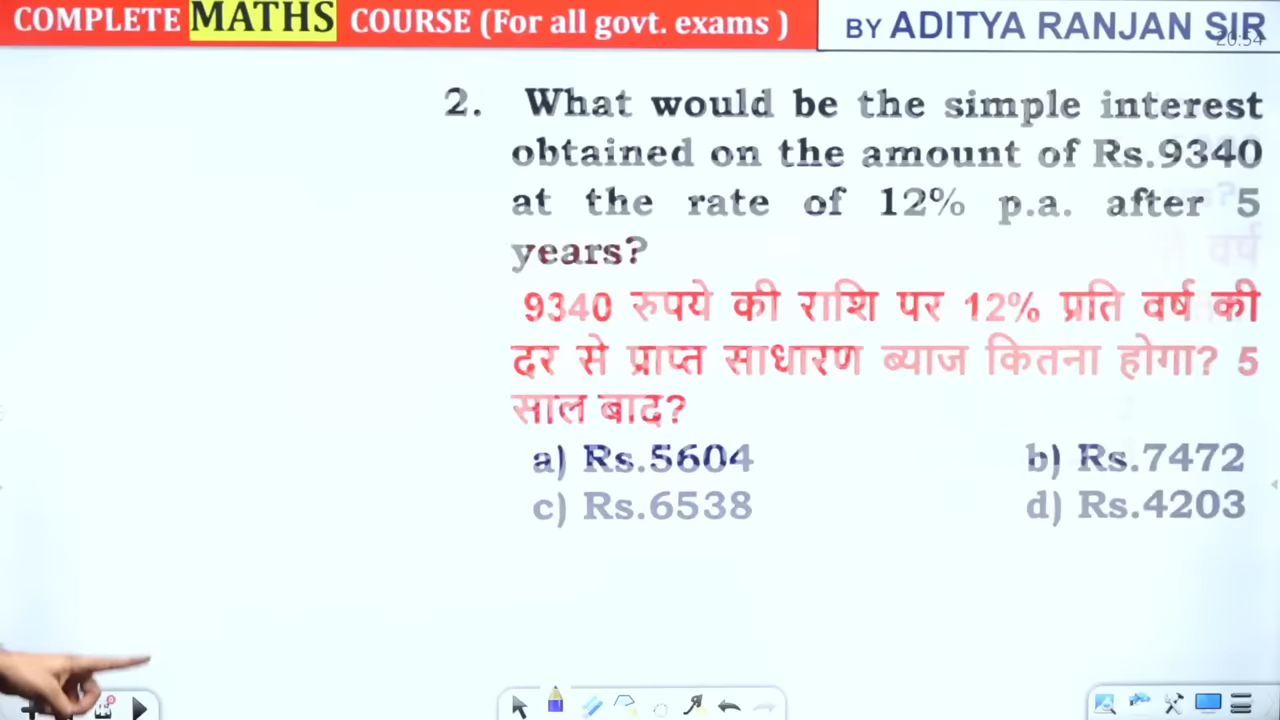 COMPLETE MATHS COURSE (For all govt. exams )
BY ADITYA RANJAN SIR
20:54
2. What would be the simple interest
obtained on the amount of Rs.9340
at the rate of 12% p.a. after 5
years?
9340 रुपये की राशि पर 12% प्रति वर्ष की
दर से प्राप्त साधारण ब्याज कितना होगा? 5
साल बाद?
a) Rs.5604 b) Rs.7472
c) Rs.6538 d) Rs.4203